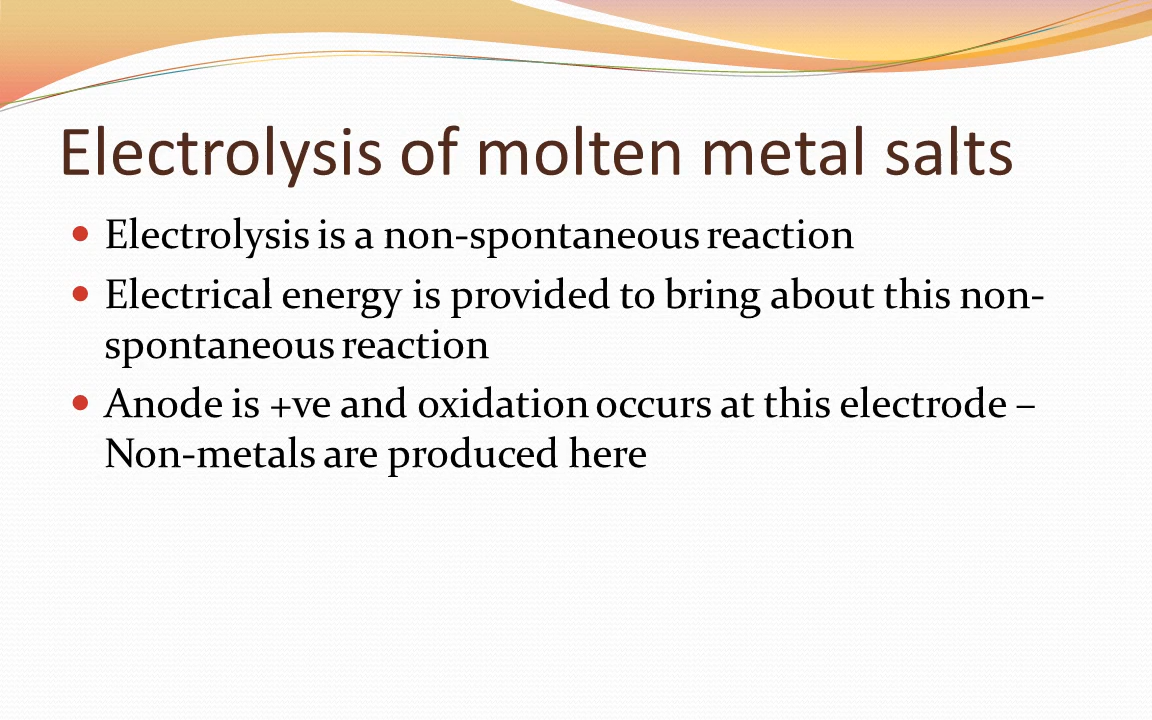 Electrolysis of molten metal salts
• Electrolysis is a non-spontaneous reaction
• Electrical energy is provided to bring about this non-
spontaneous reaction
• Anode is +ve and oxidation occurs at this electrode –
Non-metals are produced here